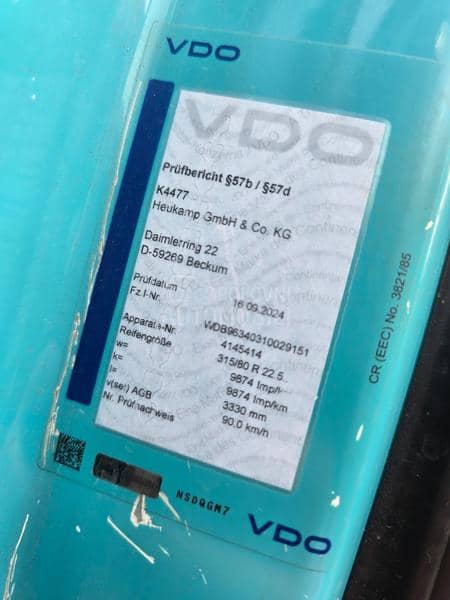 VDO
VDO
Prüfbericht §57b / §57d
K4477
Heukamp GmbH & Co. KG
Daimlerring 22
D-59269 Beckum
Prüfdatum 16.09.2024
Fz.I-Nr. WDB96340310029151
Apparate-Nr. 4145414
Reifengröße 315/80 R 22.5..
w= 9874 Imp/
k= 9874 Imp/km
l= 3330 mm
v(set) AGB 90.0 km/h
Nr. Prüfnachweis
CR (EEC) No. 3821/85
NSDQGM7
VDO